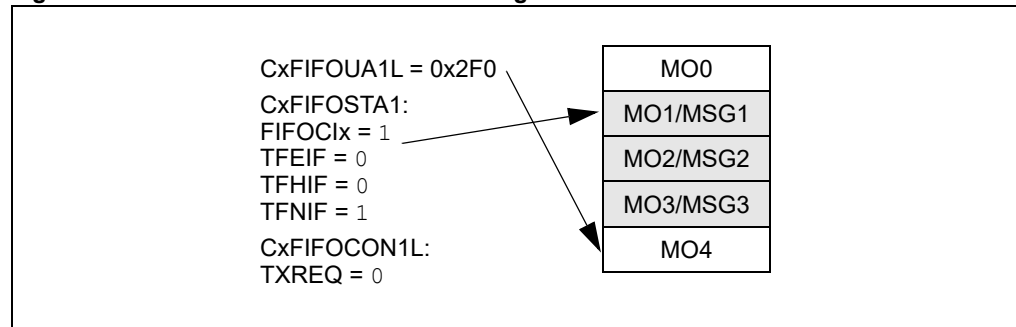 CxFIFOUA1L = 0x2F0
CxFIFOSTA1:
FIFOCIx = 1
TFEIF = 0
TFHIF = 0
TFNIF = 1
CxFIFOCON1L:
TXREQ = 0
MO0
MO1/MSG1
MO2/MSG2
MO3/MSG3
MO4